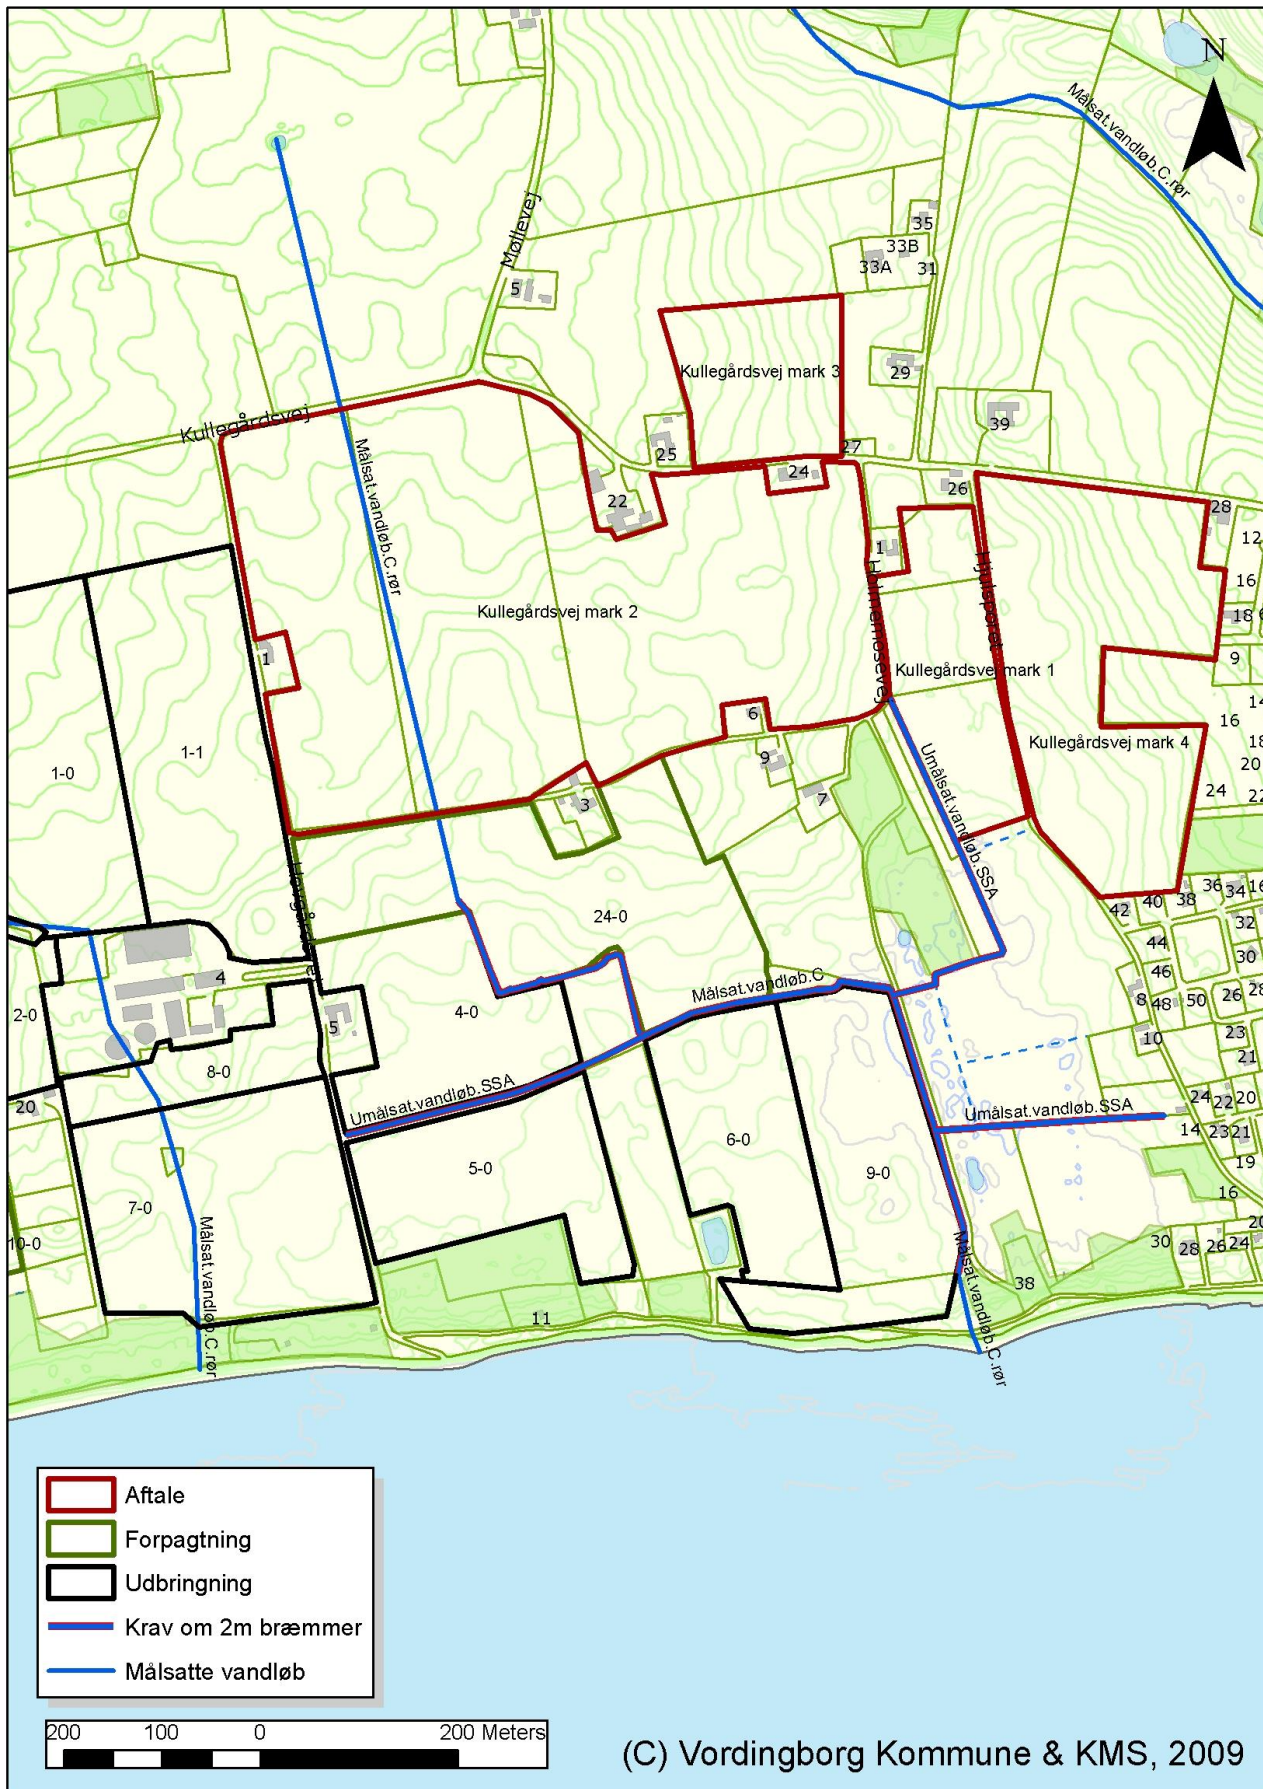 N
Målsat.vandløb.C.rør
Møllevej
5
35
33B
33A
31
29
39
Kullegårdsvej mark 3
Kullegårdsvej
25
27
24
26
22
28
12
1
16
18
6
9
Målsat.vandløb.C.rør
Kullegårdsvej mark 2
Holmemosevej
Hjulsporet
Kullegårdsvej mark 1
1
6
14
16
18
Kullegårdsvej mark 4
1-1
1-0
9
7
3
20
24
22
Umålsat.vandløb.SSA
24-0
36
34
16
38
40
42
32
44
30
46
4
Målsat.vandløb.C
8
48
50
26
28
2-0
4-0
5
10
23
21
8-0
Umålsat.vandløb.SSA
20
24
22
20
Umålsat.vandløb.SSA
14
23
21
6-0
5-0
9-0
19
7-0
16
10-0
Målsat.vandløb.C.rør
Målsat.vandløb.C.rør
30
28
26
24
20
38
11
Aftale
Forpagtning
Udbringning
Krav om 2m bræmmer
Målsatte vandløb
200 100 0 200 Meters
(C) Vordingborg Kommune & KMS, 2009